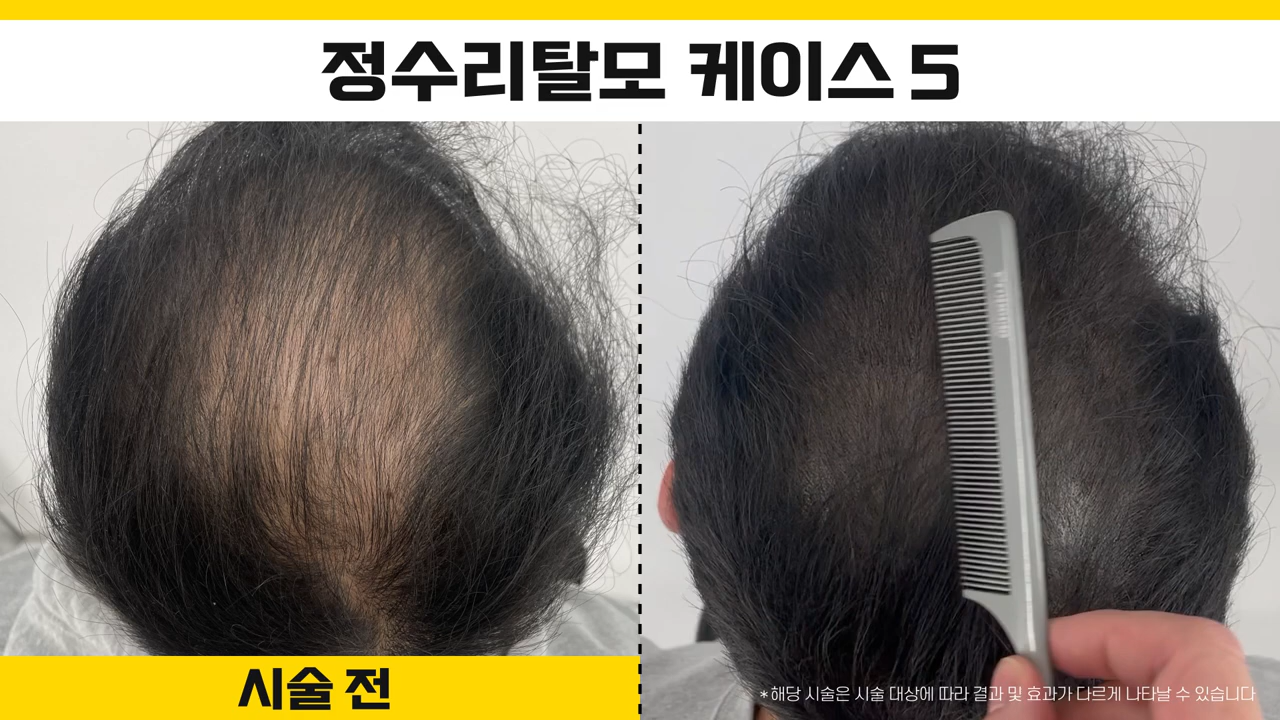 정수리탈모 케이스 5
시술 전
* 해당 시술은 시술 대상에 따라 결과 및 효과가 다르게 나타날 수 있습니다